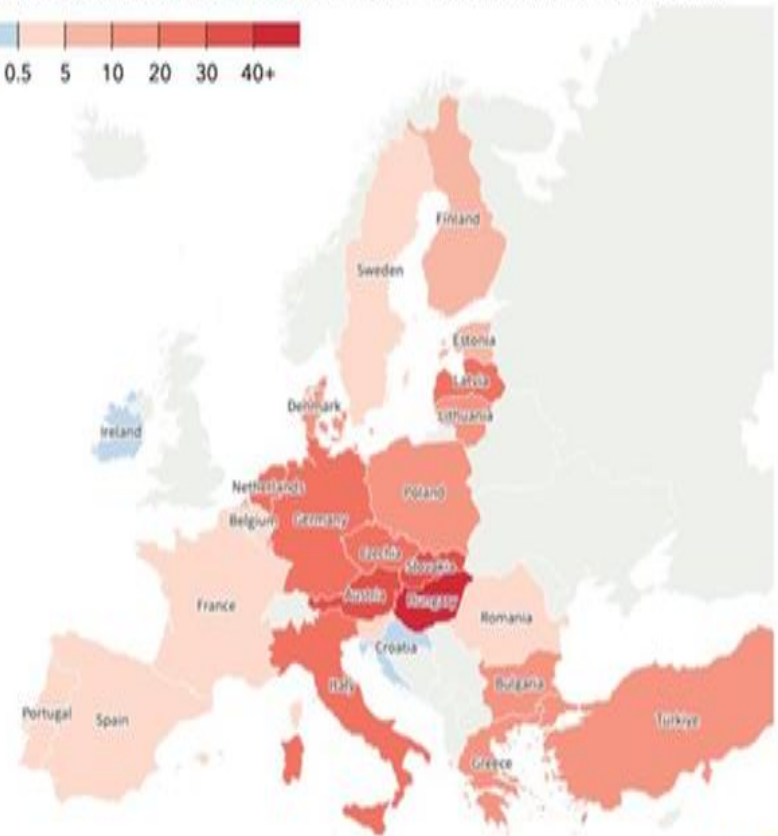 0.5 5 10 20 30 40+
Finland
Sweden
Estonia
Latvia
Denmark
Lithuania
Ireland
Netherlands
Poland
Belgium
Germany
Czechia
Slovakia
Austria
Hungary
France
Romania
Croatia
Italy
Bulgaria
Portugal
Spain
Türkiye
Greece